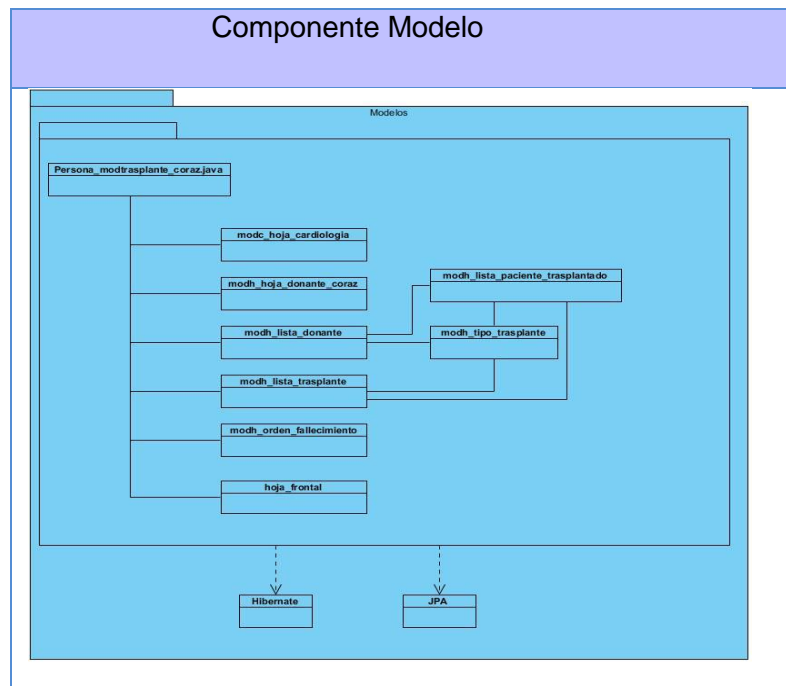 Componente Modelo
Modelos
Persona_modtrasplante_coraz.java
modc_hoja_cardiologia
modh_hoja_donante_coraz
modh_lista_paciente_trasplantado
modh_lista_donante
modh_tipo_trasplante
modh_lista_trasplante
modh_orden_fallecimiento
hoja_frontal
Hibernate
JPA